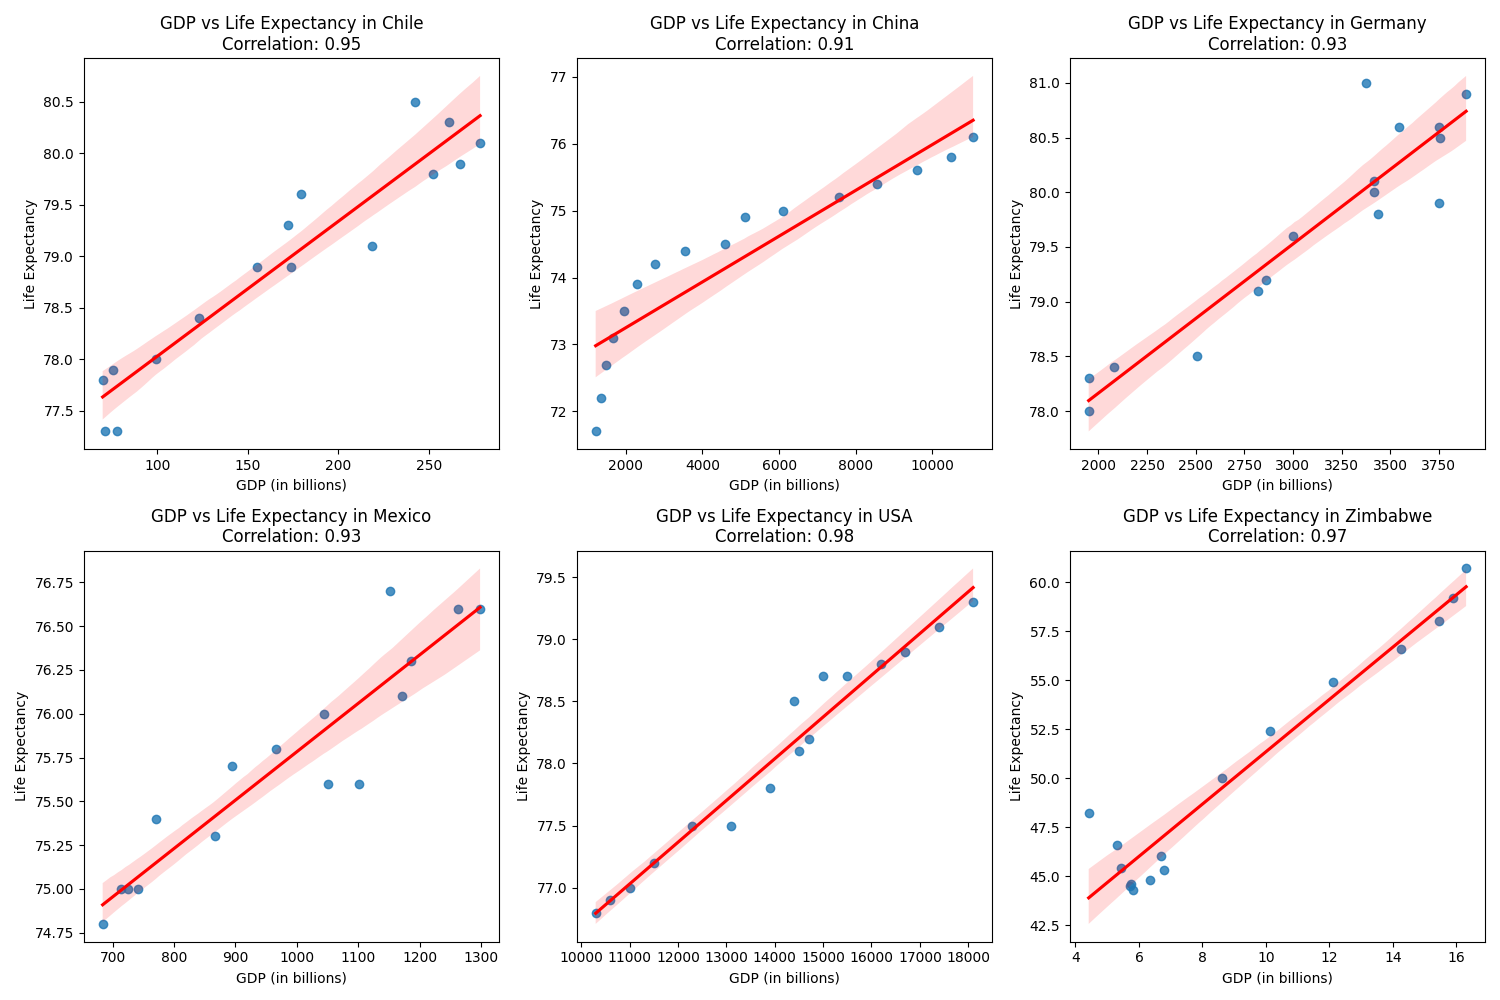 GDP vs Life Expectancy in Chile
Correlation: 0.95
80.5
80.0
79.5
79.0
78.5
78.0
77.5
Life Expectancy
100 150 200 250
GDP (in billions)
GDP vs Life Expectancy in China
Correlation: 0.91
77
76
75
74
73
72
Life Expectancy
2000 4000 6000 8000 10000
GDP (in billions)
GDP vs Life Expectancy in Germany
Correlation: 0.93
81.0
80.5
80.0
79.5
79.0
78.5
78.0
Life Expectancy
2000 2250 2500 2750 3000 3250 3500 3750
GDP (in billions)
GDP vs Life Expectancy in Mexico
Correlation: 0.93
76.75
76.50
76.25
76.00
75.75
75.50
75.25
75.00
74.75
Life Expectancy
700 800 900 1000 1100 1200 1300
GDP (in billions)
GDP vs Life Expectancy in USA
Correlation: 0.98
79.5
79.0
78.5
78.0
77.5
77.0
Life Expectancy
10000 11000 12000 13000 14000 15000 16000 17000 18000
GDP (in billions)
GDP vs Life Expectancy in Zimbabwe
Correlation: 0.97
60.0
57.5
55.0
52.5
50.0
47.5
45.0
42.5
Life Expectancy
4 6 8 10 12 14 16
GDP (in billions)